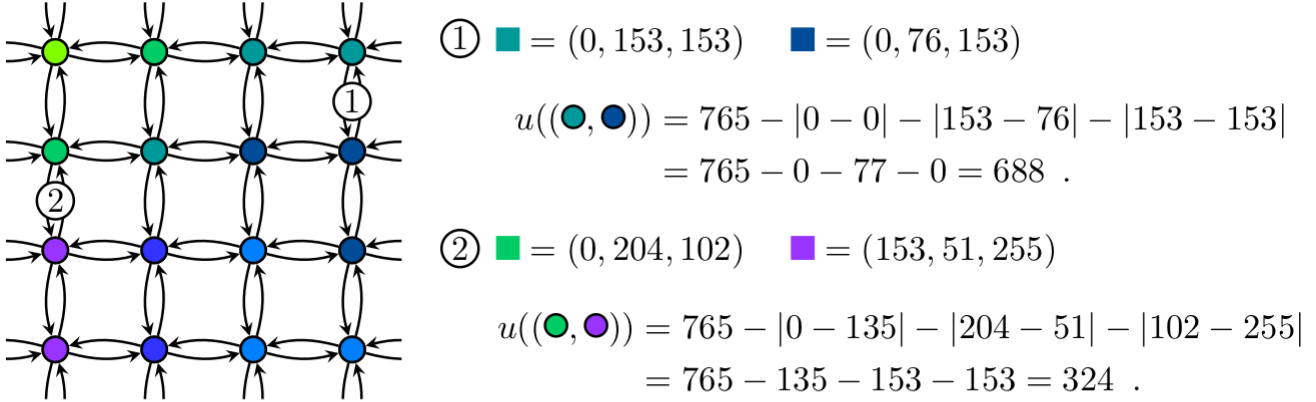 ① = (0, 153, 153) = (0, 76, 153)
1
u((●, ●)) = 765 − |0 − 0| − |153 − 76| − |153 − 153|
= 765 − 0 − 77 − 0 = 688 .
2
② = (0, 204, 102) = (153, 51, 255)
u((●, ●)) = 765 − |0 − 135| − |204 − 51| − |102 − 255|
= 765 − 135 − 153 − 153 = 324 .